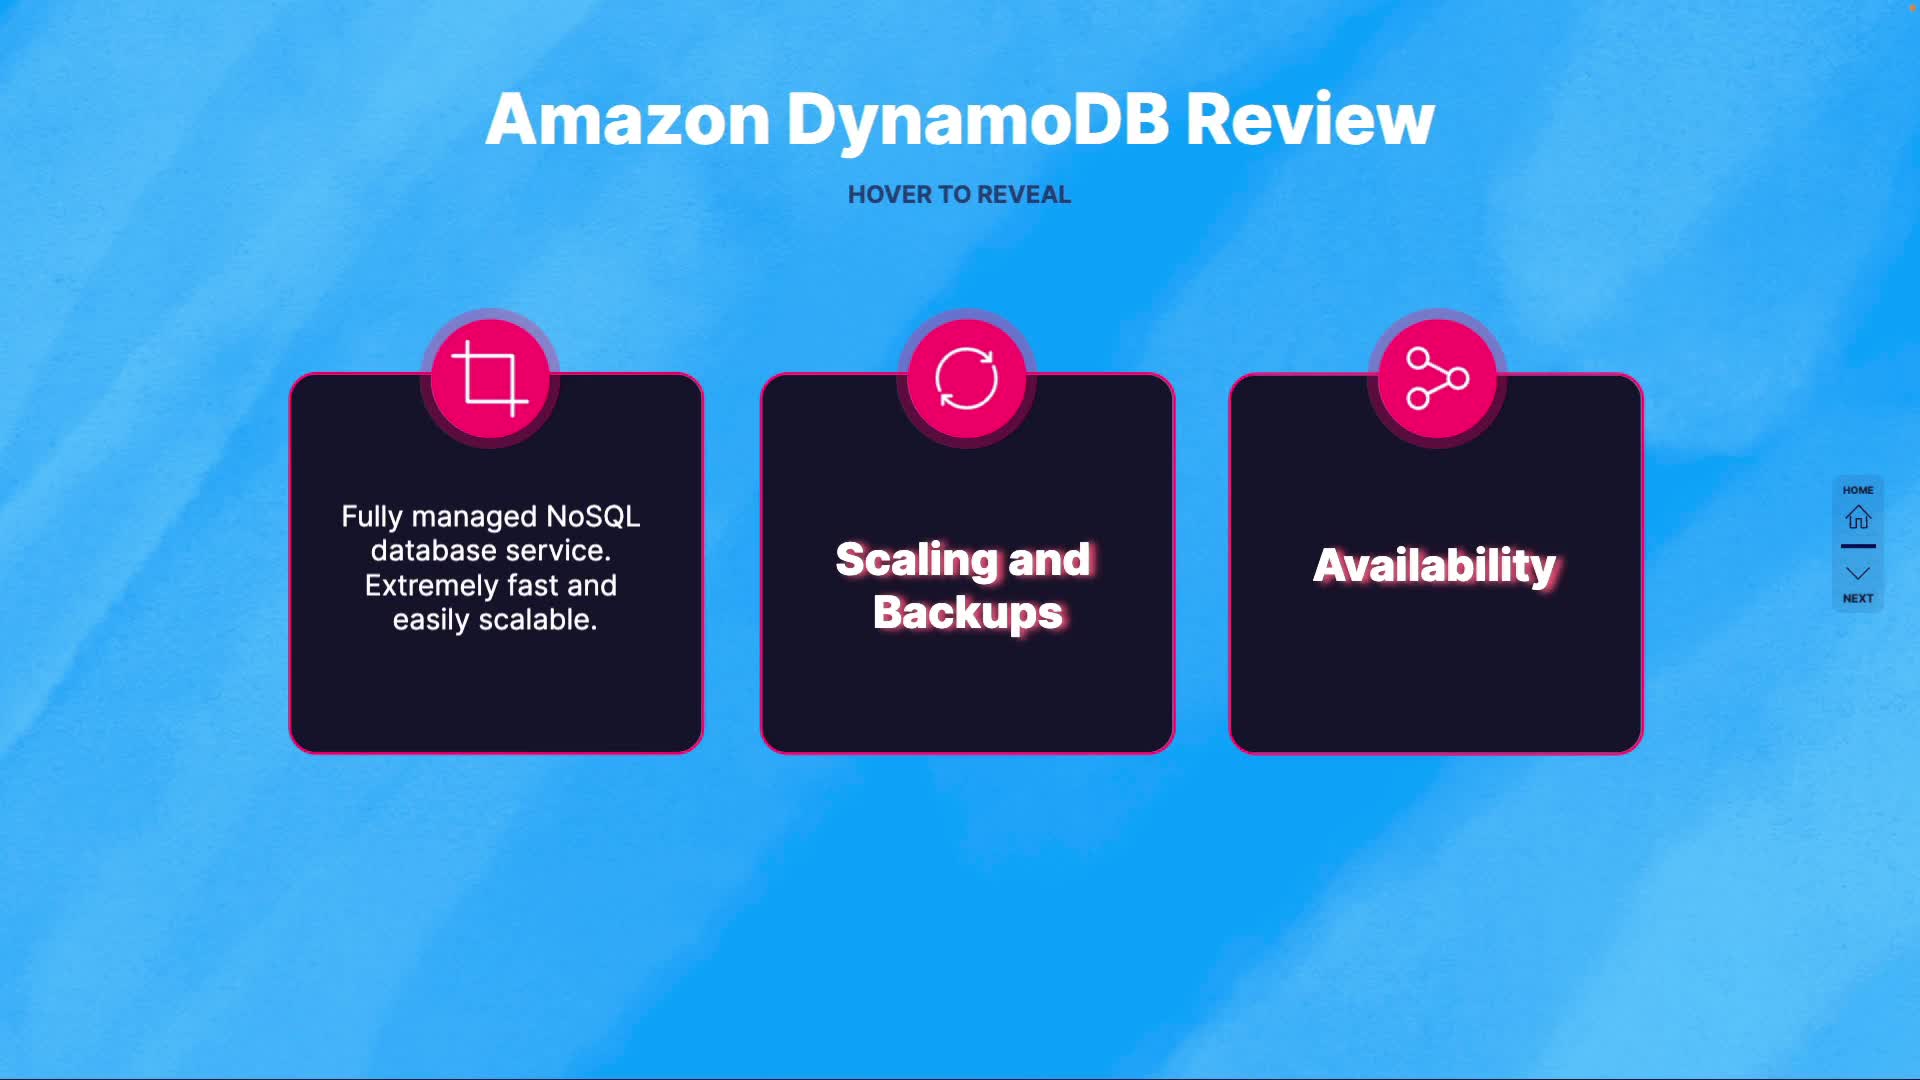 Amazon DynamoDB Review
HOVER TO REVEAL
Fully managed NoSQL
database service.
Extremely fast and
easily scalable.
Scaling and
Backups
Availability
HOME
NEXT